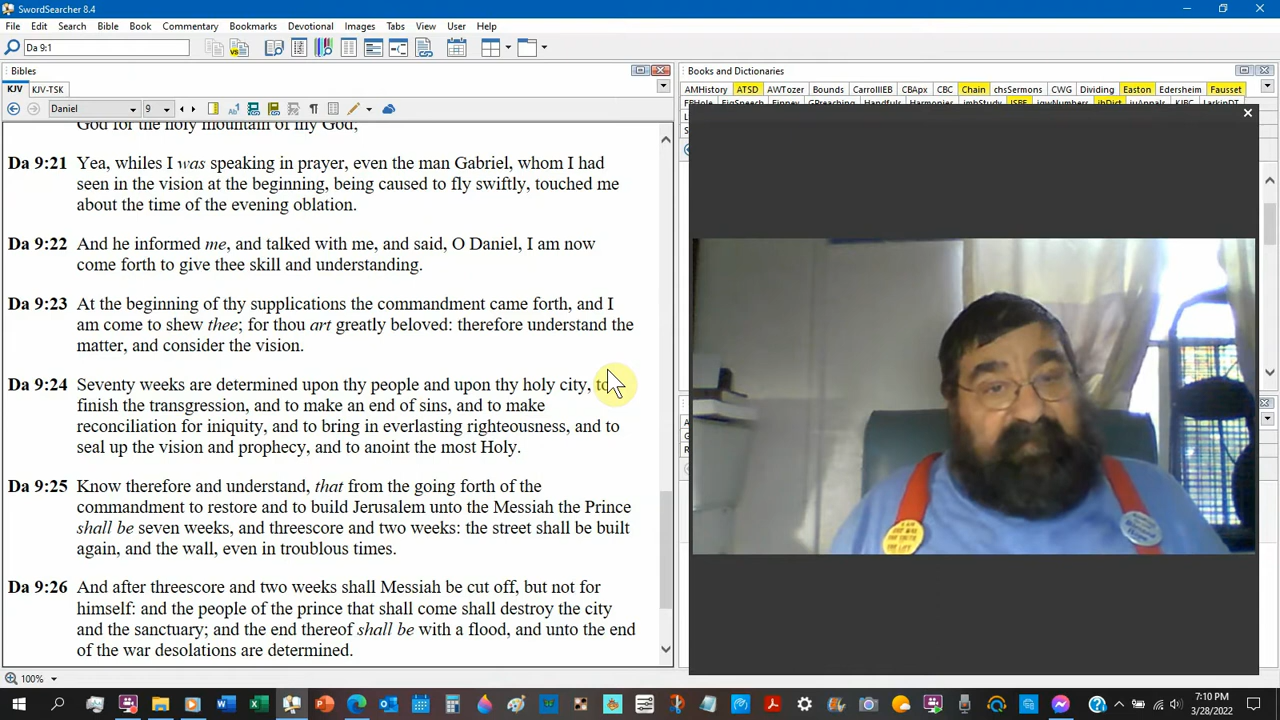 SwordSearcher 8.4
File Edit Search Bible Book Commentary Bookmarks Devotional Images Tabs View User Help
Da 9:1
Bibles
KJV KJV-TSK
Daniel 9
God for the holy mountain of my God;
Da 9:21 Yea, whiles I was speaking in prayer, even the man Gabriel, whom I had
seen in the vision at the beginning, being caused to fly swiftly, touched me
about the time of the evening oblation.
Da 9:22 And he informed me, and talked with me, and said, O Daniel, I am now
come forth to give thee skill and understanding.
Da 9:23 At the beginning of thy supplications the commandment came forth, and I
am come to shew thee; for thou art greatly beloved: therefore understand the
matter, and consider the vision.
Da 9:24 Seventy weeks are determined upon thy people and upon thy holy city, to
finish the transgression, and to make an end of sins, and to make
reconciliation for iniquity, and to bring in everlasting righteousness, and to
seal up the vision and prophecy, and to anoint the most Holy.
Da 9:25 Know therefore and understand, that from the going forth of the
commandment to restore and to build Jerusalem unto the Messiah the Prince
shall be seven weeks, and threescore and two weeks: the street shall be built
again, and the wall, even in troublous times.
Da 9:26 And after threescore and two weeks shall Messiah be cut off, but not for
himself: and the people of the prince that shall come shall destroy the city
and the sanctuary; and the end thereof shall be with a flood, and unto the end
of the war desolations are determined.
100%
Books and Dictionaries
AMHistory ATSD AWTozer Bounds CarrollIEB CBApx CBC Chain chsSermons CWG Dividing Easton Edersheim Fausset
7:10 PM
3/28/2022